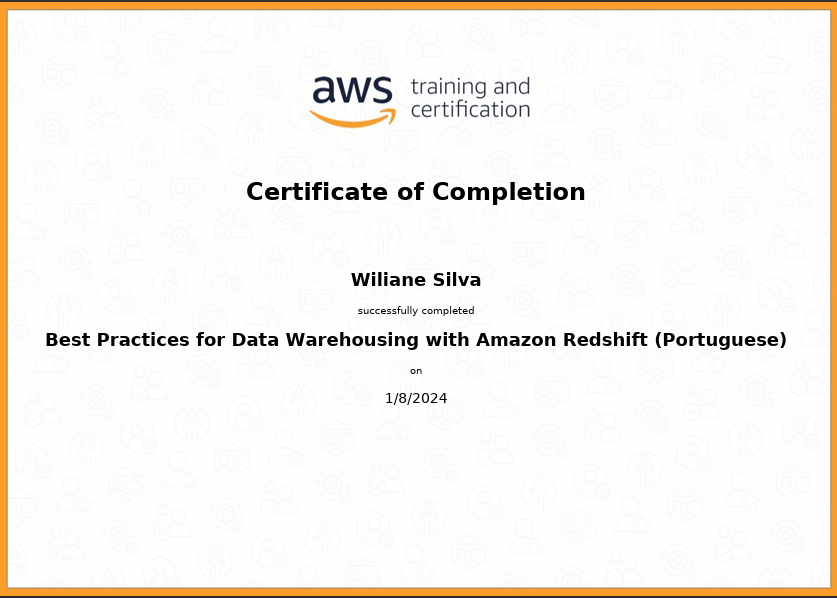 aws training and
certification
Certificate of Completion
Wiliane Silva
successfully completed
Best Practices for Data Warehousing with Amazon Redshift (Portuguese)
on
1/8/2024